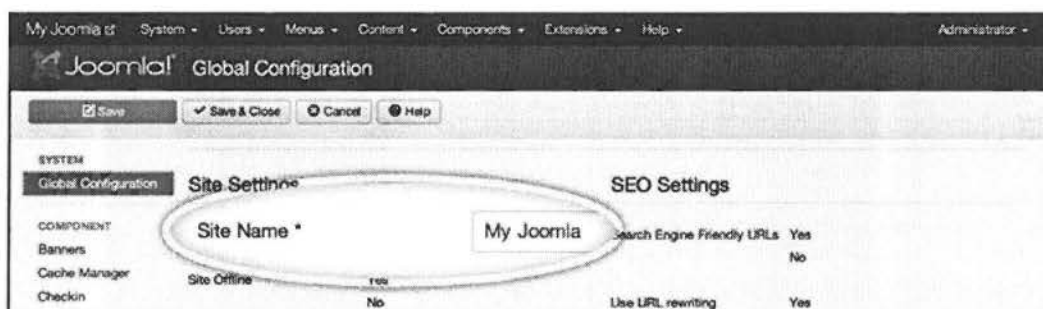 My Joomla System Users Menus Content Components Extensions Help Administrator
Joomla! Global Configuration
Save Save & Close Cancel Help
SYSTEM
Global Configuration
Site Settings
SEO Settings
COMPONENT
Banners
Cache Manager
Checkin
Site Name *
My Joomla
Site Offline
Yes
No
Search Engine Friendly URLs Yes
No
Use URL rewriting Yes